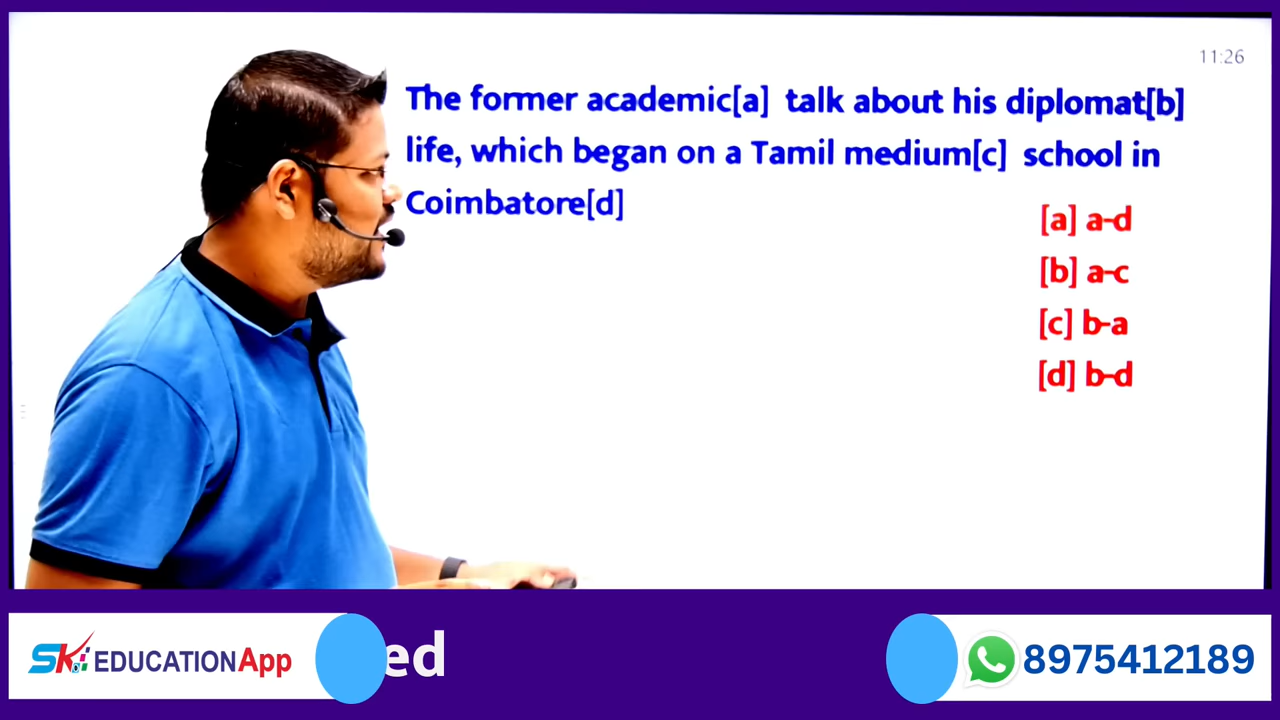 11:26
The former academic[a] talk about his diplomat[b]
life, which began on a Tamil medium[c] school in
Coimbatore[d]
[a] a-d
[b] a-c
[c] b-a
[d] b-d
SK EDUCATIONApp
ed
8975412189